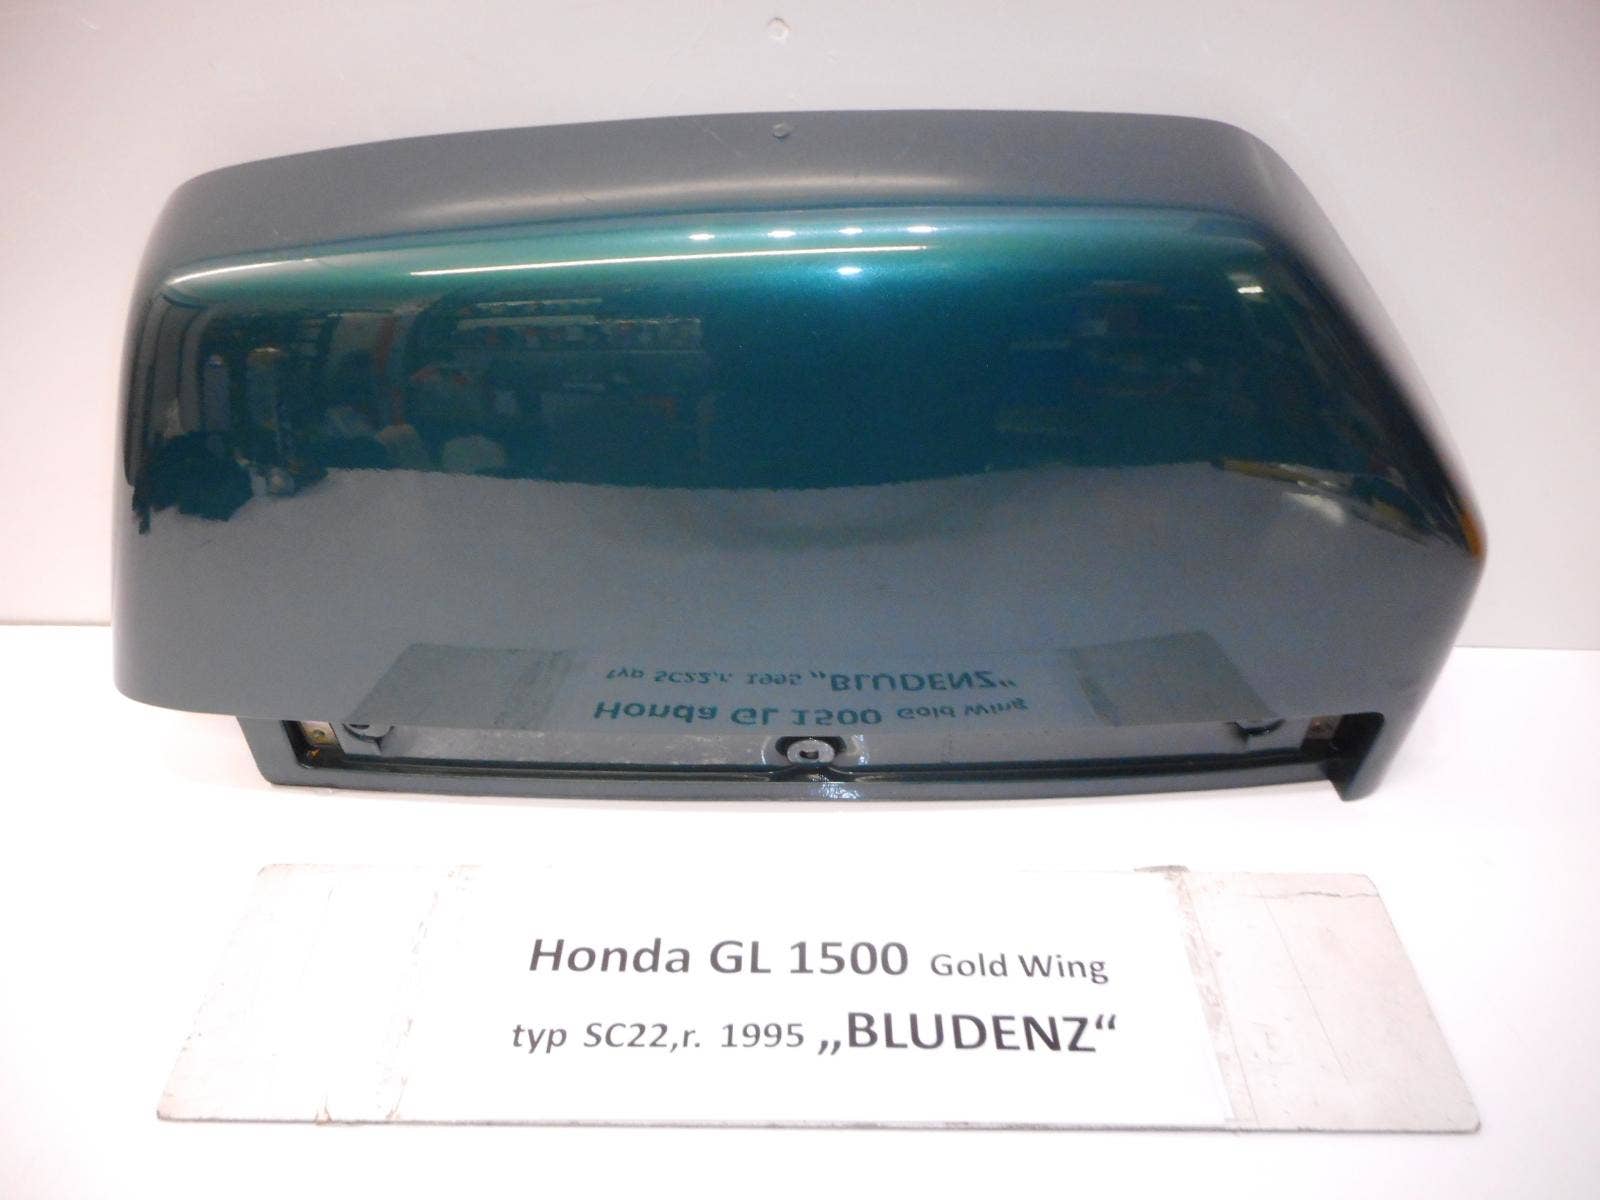 Honda GL 1500 Gold Wing
typ SC22,r. 1995 „BLUDENZ“